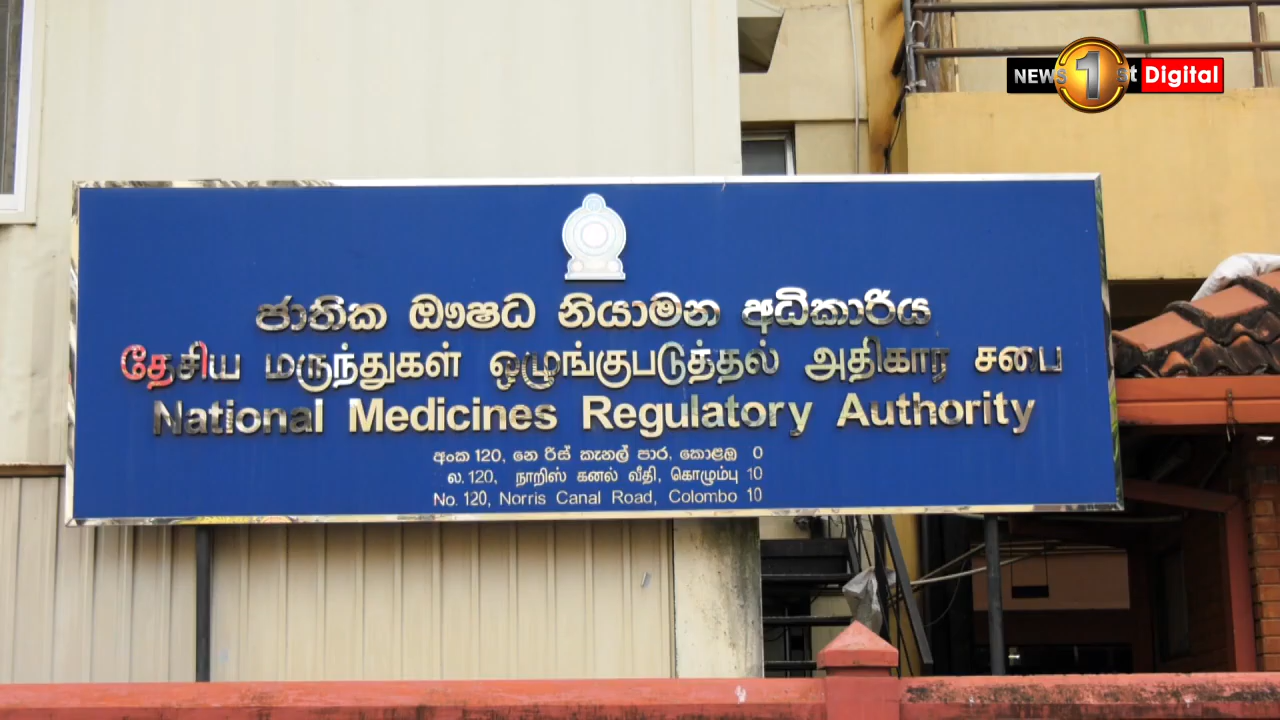 NEWS 1ST Digital
ජාතික ඖෂධ නියාමන අධිකාරිය
தேசிய மருந்துகள் ஒழுங்குபடுத்தல் அதிகார சபை
National Medicines Regulatory Authority
අංක 120, නො රිස් කැනල් පාර, කොළඹ 0
ல. 120, நாறிஸ் கனல் வீதி, கொழும்பு 10
No. 120, Norris Canal Road, Colombo 10